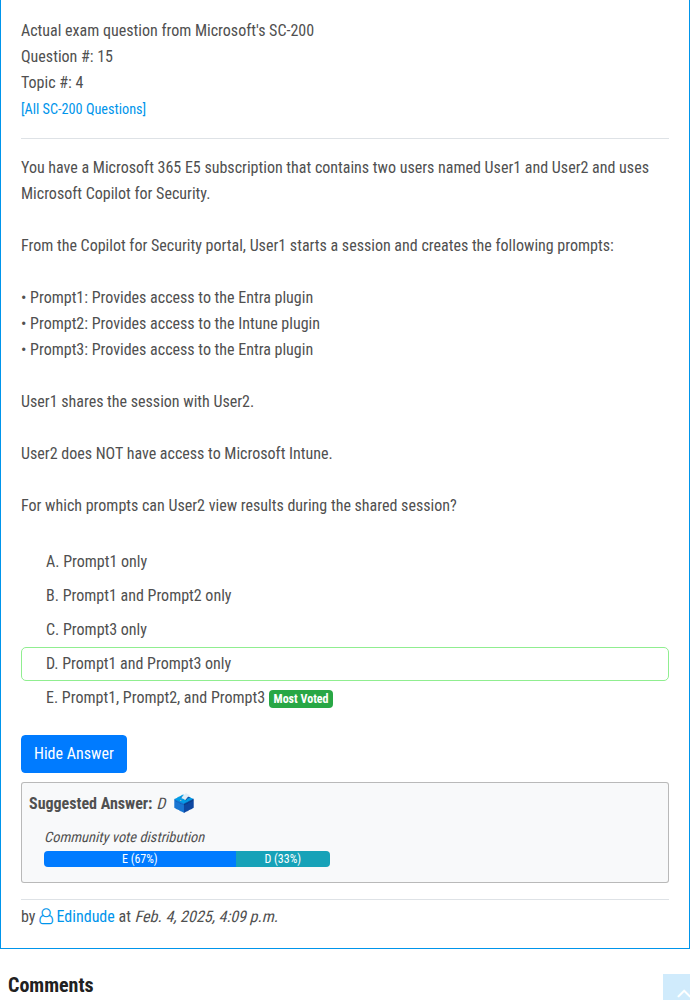 Actual exam question from Microsoft's SC-200
Question #: 15
Topic #: 4
[All SC-200 Questions]
You have a Microsoft 365 E5 subscription that contains two users named User1 and User2 and uses
Microsoft Copilot for Security.
From the Copilot for Security portal, User1 starts a session and creates the following prompts:
• Prompt1: Provides access to the Entra plugin
• Prompt2: Provides access to the Intune plugin
• Prompt3: Provides access to the Entra plugin
User1 shares the session with User2.
User2 does NOT have access to Microsoft Intune.
For which prompts can User2 view results during the shared session?
A. Prompt1 only
B. Prompt1 and Prompt2 only
C. Prompt3 only
D. Prompt1 and Prompt3 only
E. Prompt1, Prompt2, and Prompt3 Most Voted
Hide Answer
Suggested Answer: D
Community vote distribution
E (67%) D (33%)
by Edindude at Feb. 4, 2025, 4:09 p.m.
Comments